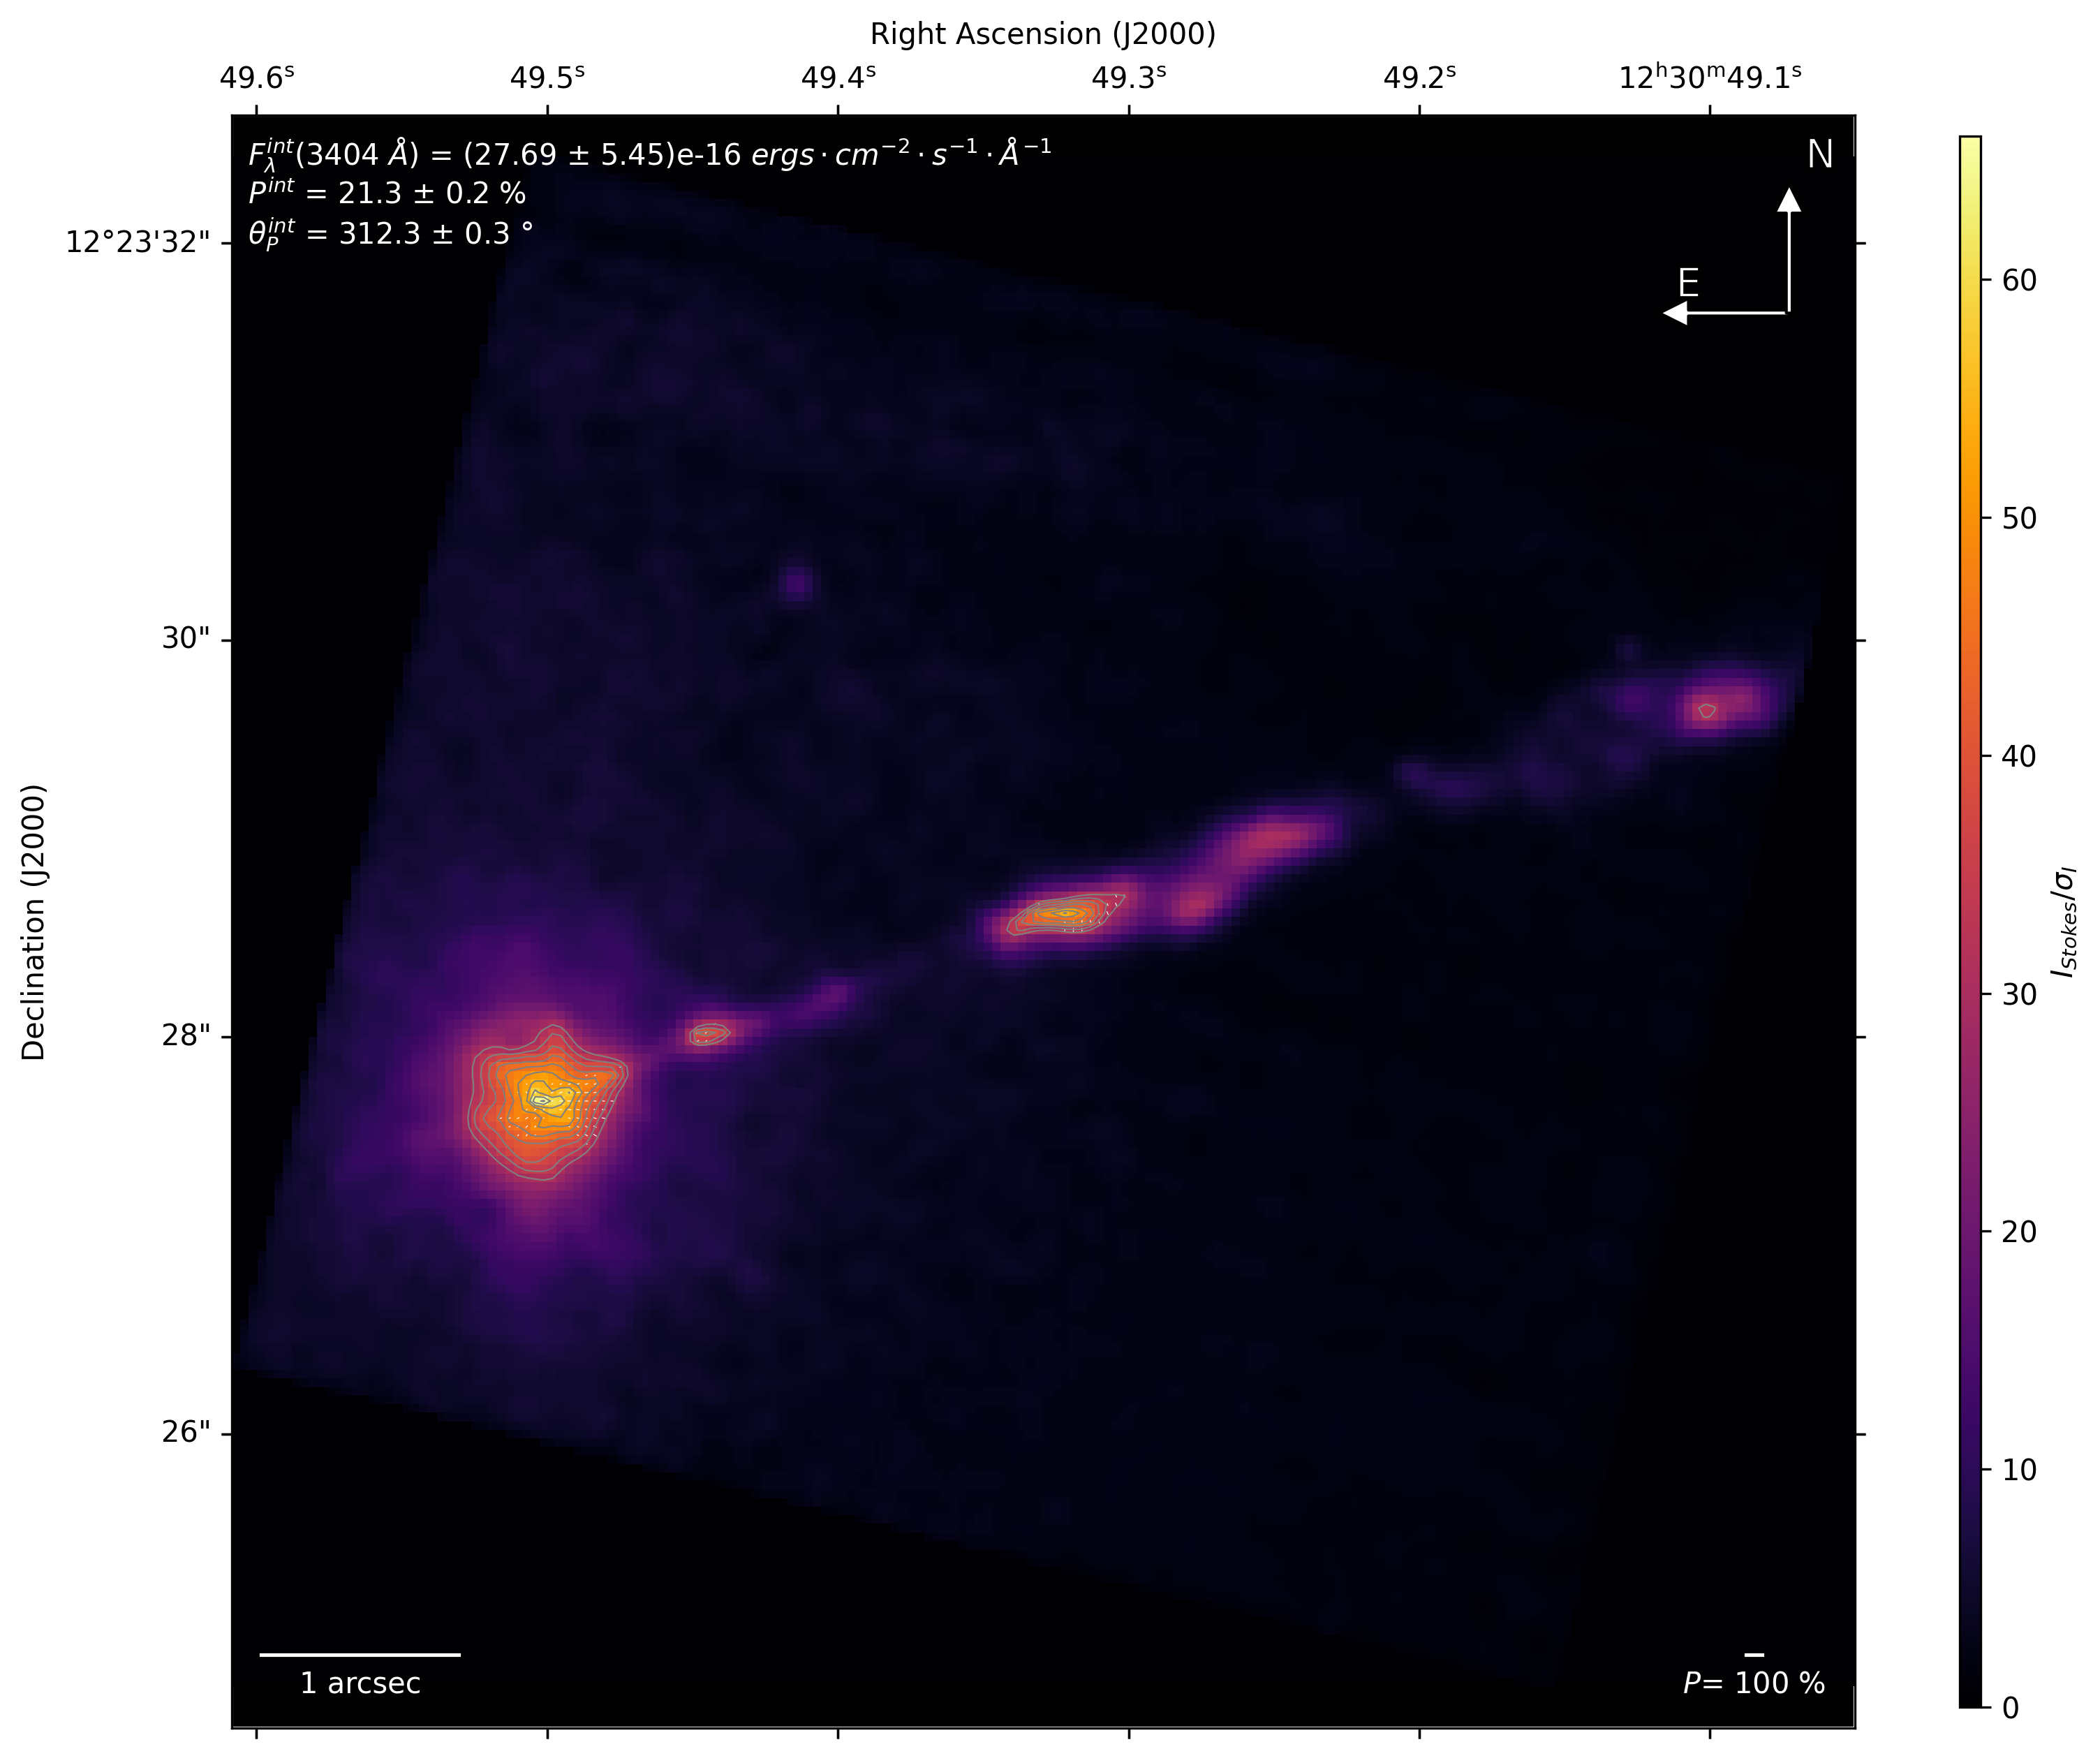 Right Ascension (J2000)
49.6ˢ 49.5ˢ 49.4ˢ 49.3ˢ 49.2ˢ 12ʰ30ᵐ49.1ˢ
F_λ^int(3404 Å) = (27.69 ± 5.45)e-16 ergs · cm⁻² · s⁻¹ · Å⁻¹
P^int = 21.3 ± 0.2 %
θ_P^int = 312.3 ± 0.3 °
N
E
12°23'32"
30"
28"
26"
Declination (J2000)
1 arcsec
P= 100 %
60
50
40
30
20
10
0
I_Stokes/σ_I